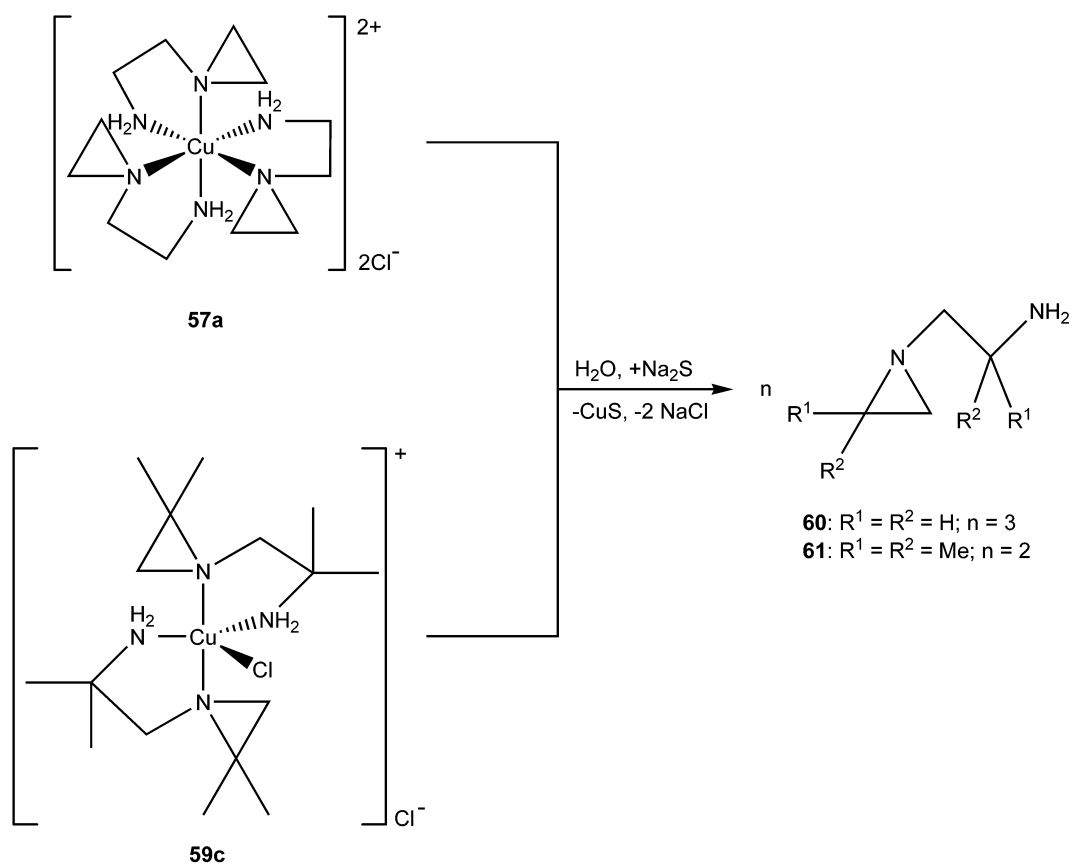 2+
N
H2
H2N
N
Cu
N
N
NH2
2Cl-
57a
H2O, +Na2S
-CuS, -2 NaCl
n
NH2
N
R1
R2
R2
R1
60: R1 = R2 = H; n = 3
61: R1 = R2 = Me; n = 2
+
N
H2
N
Cu
NH2
Cl
N
Cl-
59c